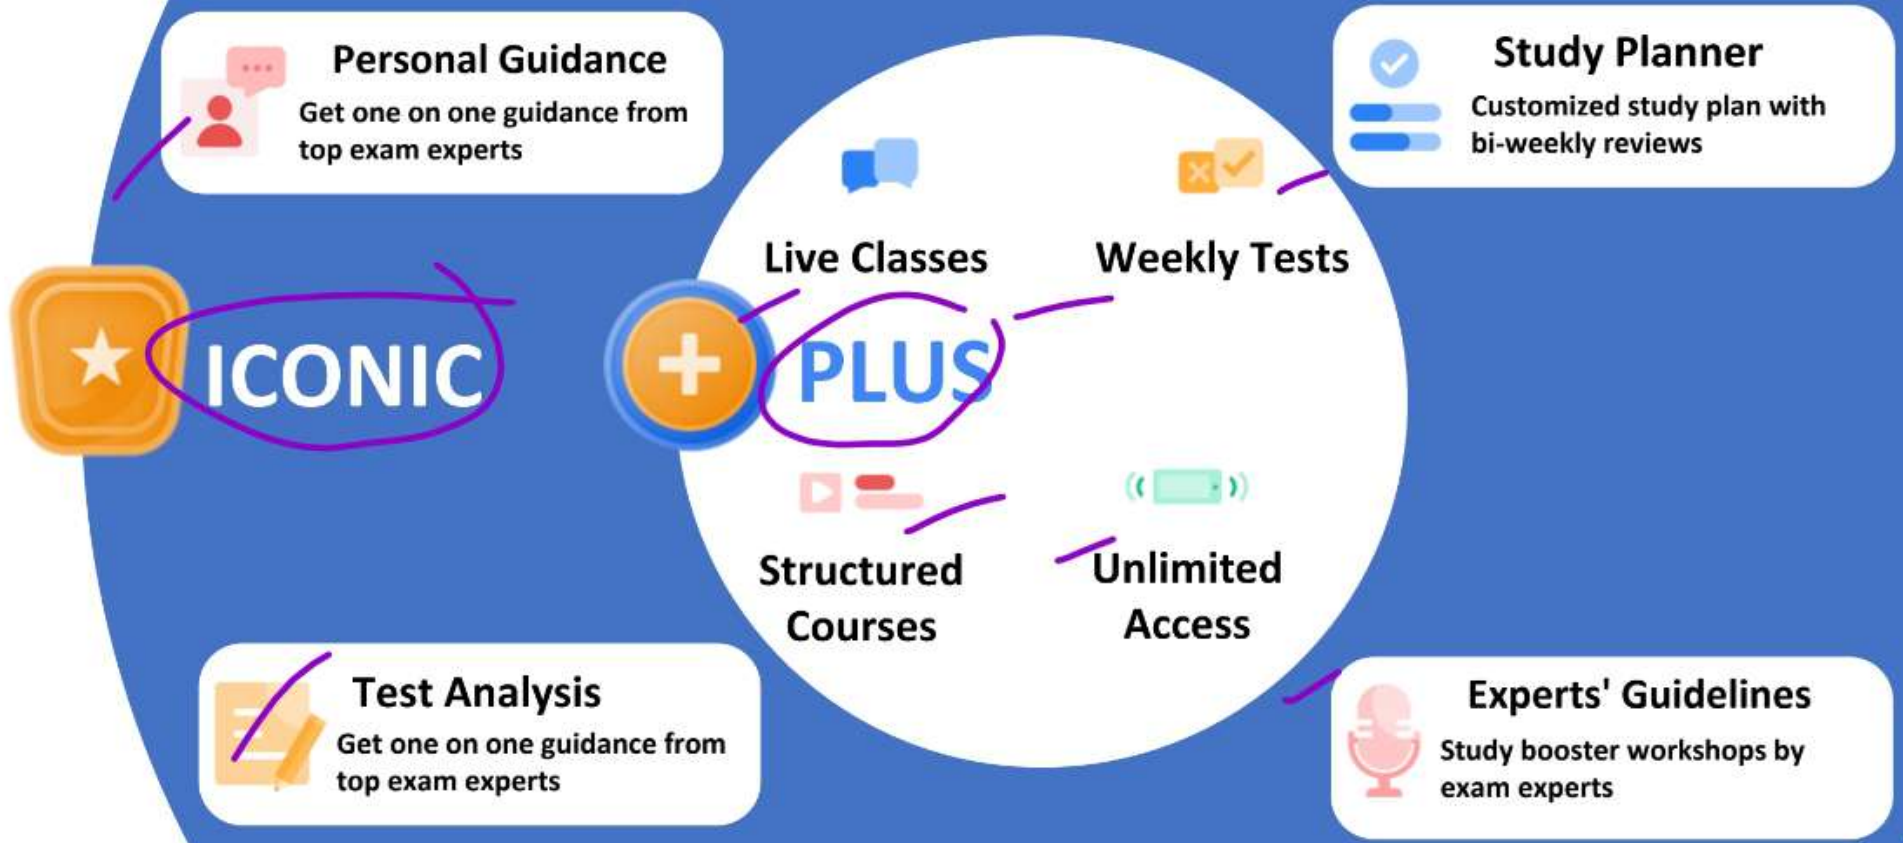 Personal Guidance
Get one on one guidance from
top exam experts
Study Planner
Customized study plan with
bi-weekly reviews
Live Classes
Weekly Tests
ICONIC
PLUS
Structured
Courses
Unlimited
Access
Test Analysis
Get one on one guidance from
top exam experts
Experts' Guidelines
Study booster workshops by
exam experts